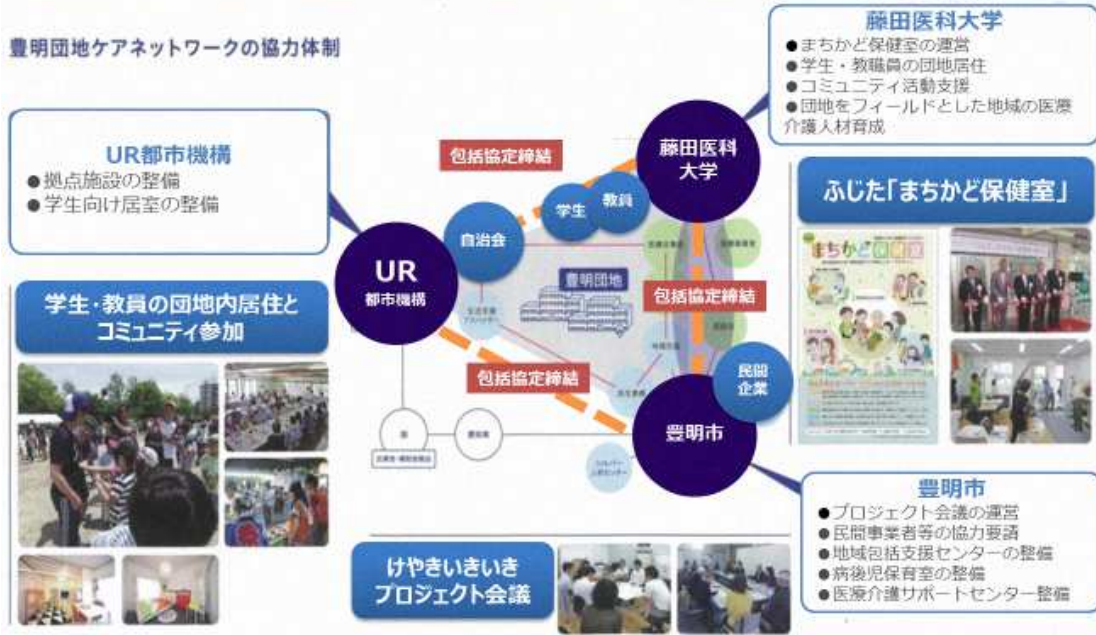 豊明団地ケアネットワークの協力体制
藤田医科大学
●まちかど保健室の運営
●学生・教職員の団地居住
●コミュニティ活動支援
●団地をフィールドとした地域の医療
介護人材育成
UR都市機構
●拠点施設の整備
●学生向け居室の整備
包括協定締結
藤田医科
大学
学生
教員
自治会
UR
都市機構
豊明団地
包括協定締結
包括協定締結
民間
企業
豊明市
ふじた「まちかど保健室」
まちかど保健室
学生・教員の団地内居住と
コミュニティ参加
けやきいきいき
プロジェクト会議
豊明市
●プロジェクト会議の運営
●民間事業者等の協力要請
●地域包括支援センターの整備
●病後児保育室の整備
●医療介護サポートセンター整備